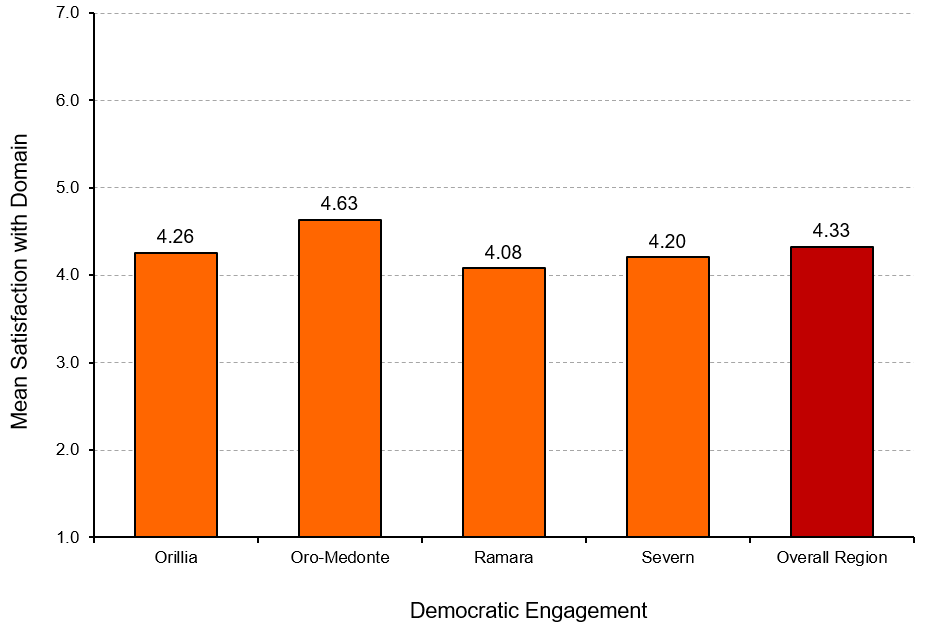 7.0
6.0
5.0
4.0
3.0
2.0
1.0
Mean Satisfaction with Domain
4.26
4.63
4.08
4.20
4.33
Orillia
Oro-Medonte
Ramara
Severn
Overall Region
Democratic Engagement